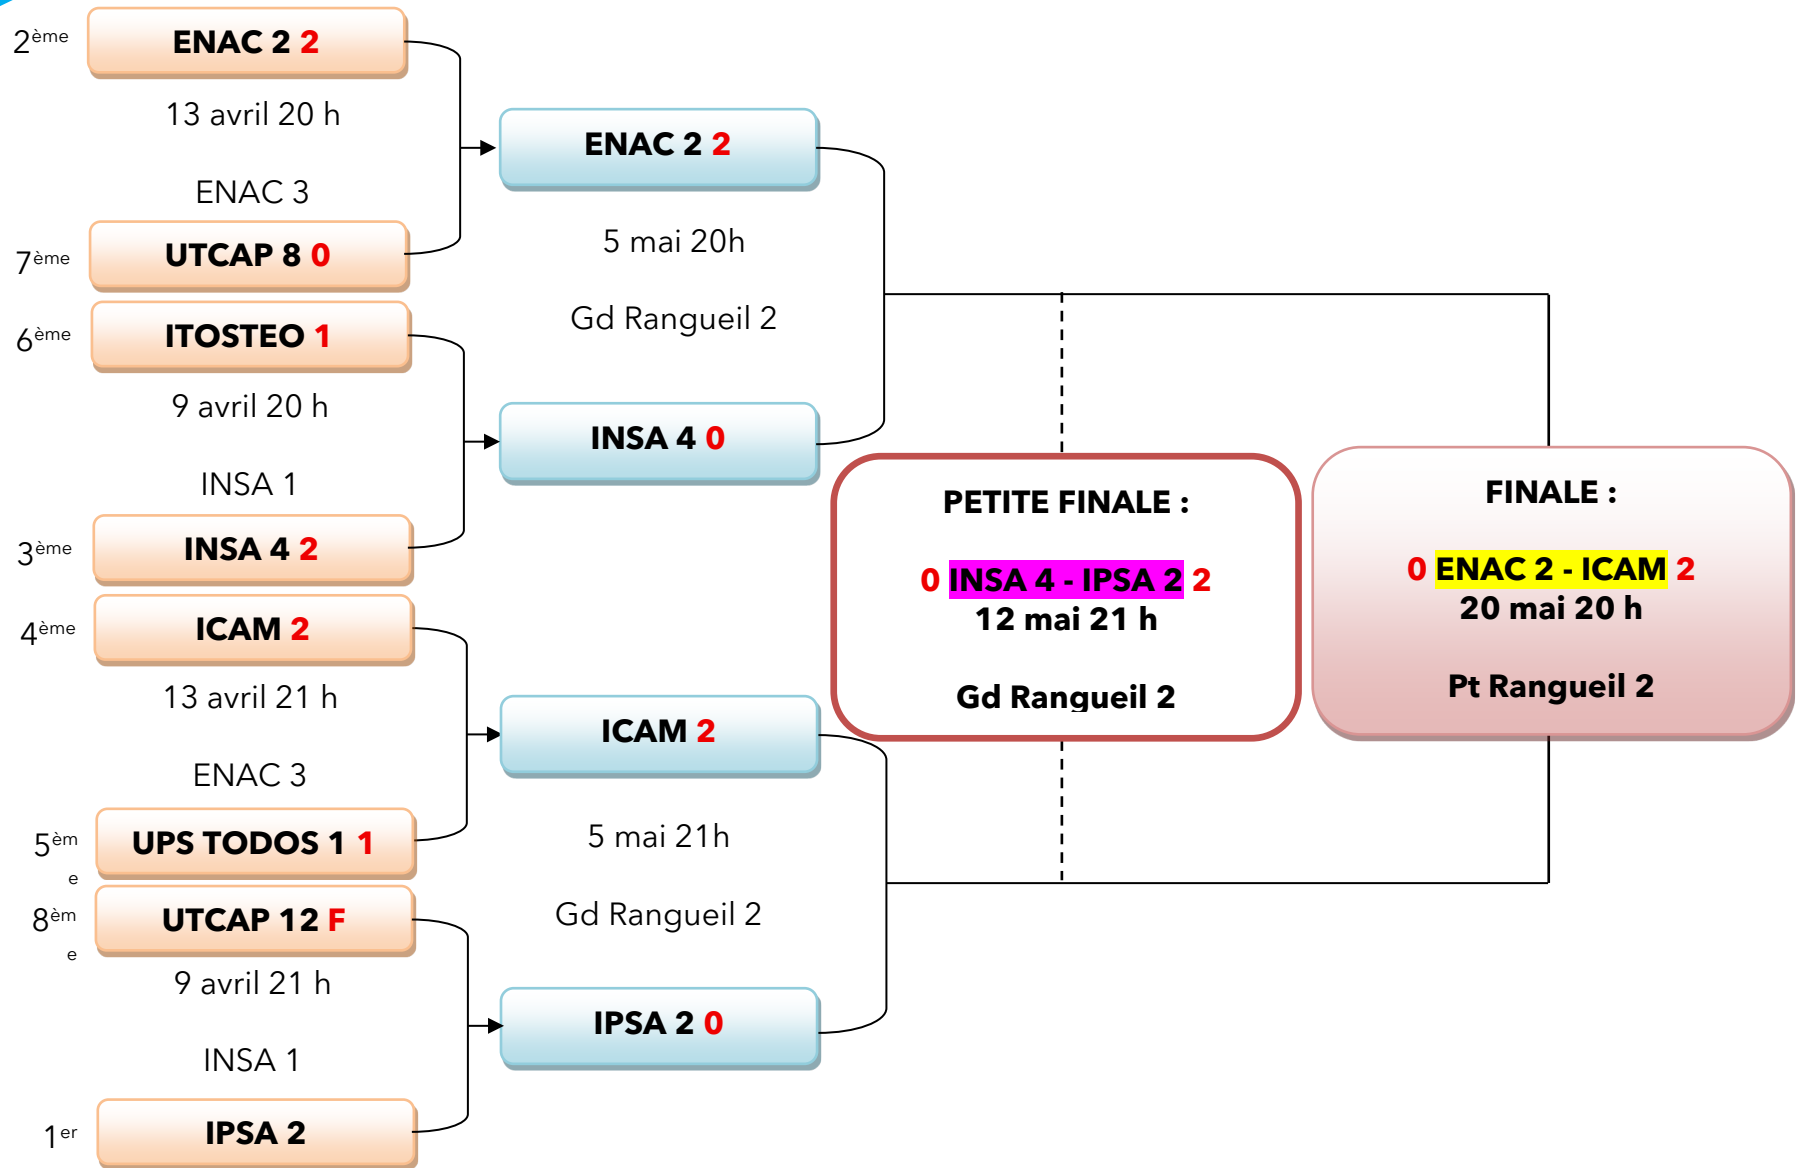 2ème
ENAC 2 2
13 avril 20 h
ENAC 3
7ème
UTCAP 8 0
6ème
ITOSTEO 1
9 avril 20 h
INSA 1
3ème
INSA 4 2
4ème
ICAM 2
13 avril 21 h
ENAC 3
5èm
e
UPS TODOS 1 1
8èm
e
UTCAP 12 F
9 avril 21 h
INSA 1
1er
IPSA 2
ENAC 2 2
5 mai 20h
Gd Rangueil 2
INSA 4 0
ICAM 2
5 mai 21h
Gd Rangueil 2
IPSA 2 0
PETITE FINALE :
0 INSA 4 - IPSA 2 2
12 mai 21 h
Gd Rangueil 2
FINALE :
0 ENAC 2 - ICAM 2
20 mai 20 h
Pt Rangueil 2